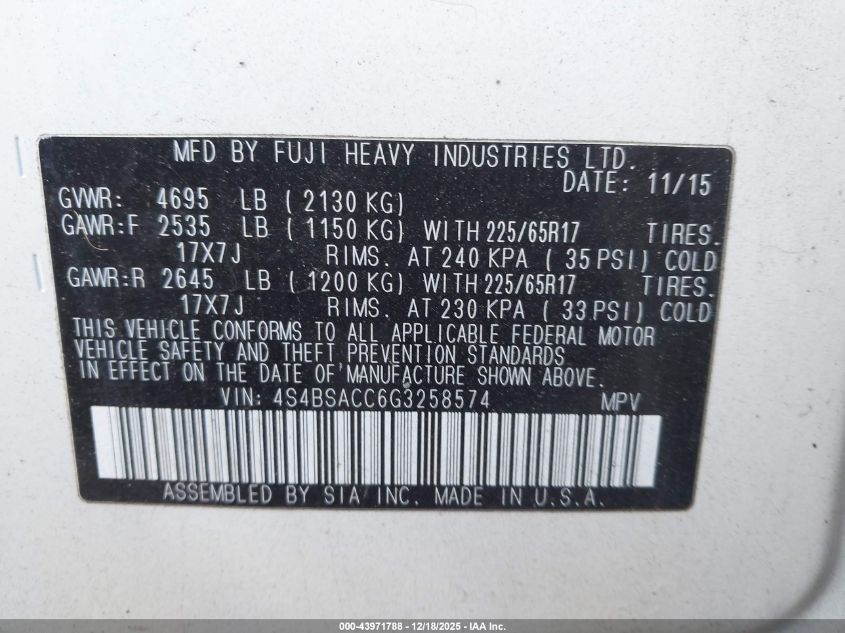 MFD BY FUJI HEAVY INDUSTRIES LTD.
DATE: 11/15
GVWR: 4695 LB ( 2130 KG)
GAWR:F 2535 LB ( 1150 KG) WITH 225/65R17 TIRES.
17X7J RIMS. AT 240 KPA ( 35 PSI) COLD
GAWR:R 2645 LB ( 1200 KG) WITH 225/65R17 TIRES.
17X7J RIMS. AT 230 KPA ( 33 PSI) COLD
THIS VEHICLE CONFORMS TO ALL APPLICABLE FEDERAL MOTOR
VEHICLE SAFETY AND THEFT PREVENTION STANDARDS
IN EFFECT ON THE DATE OF MANUFACTURE SHOWN ABOVE.
VIN: 4S4BSACC6G3258574 MPV
ASSEMBLED BY SIA INC. MADE IN U.S.A.
000-43971788 - 12/18/2025 - IAA Inc.